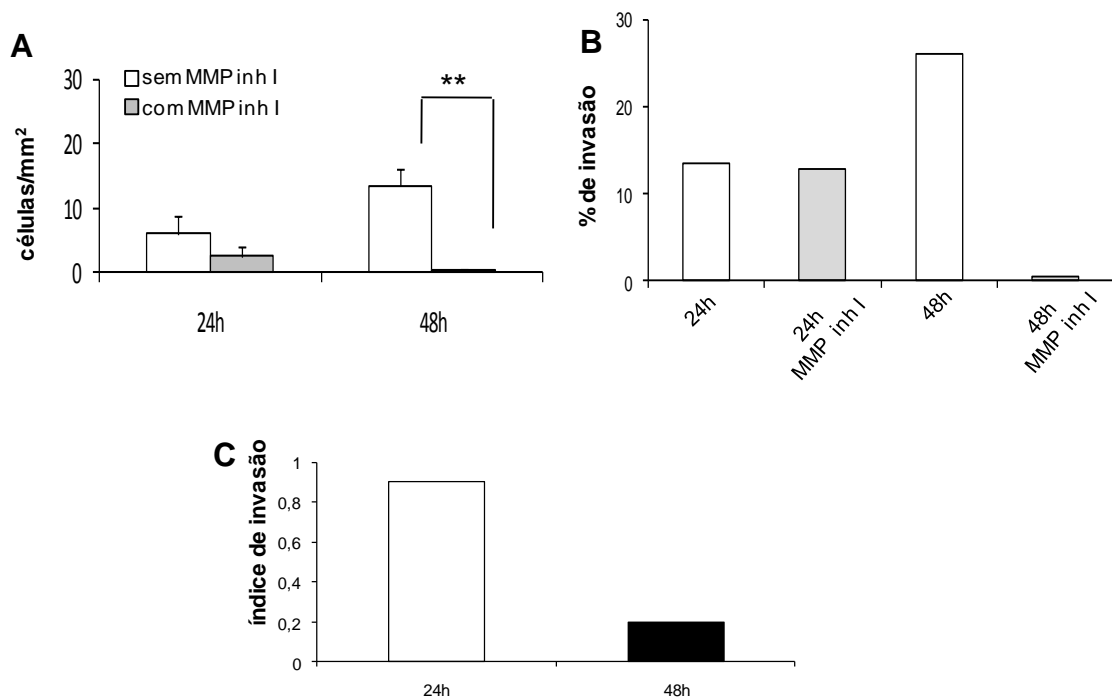 A
sem MMP inh I
com MMP inh I
**
células/mm²
30
20
10
0
24h
48h
B
% de invasão
30
20
10
0
24h
24h
MMP inh I
48h
48h
MMP inh I
C
índice de invasão
1
0,8
0,6
0,4
0,2
0
24h
48h